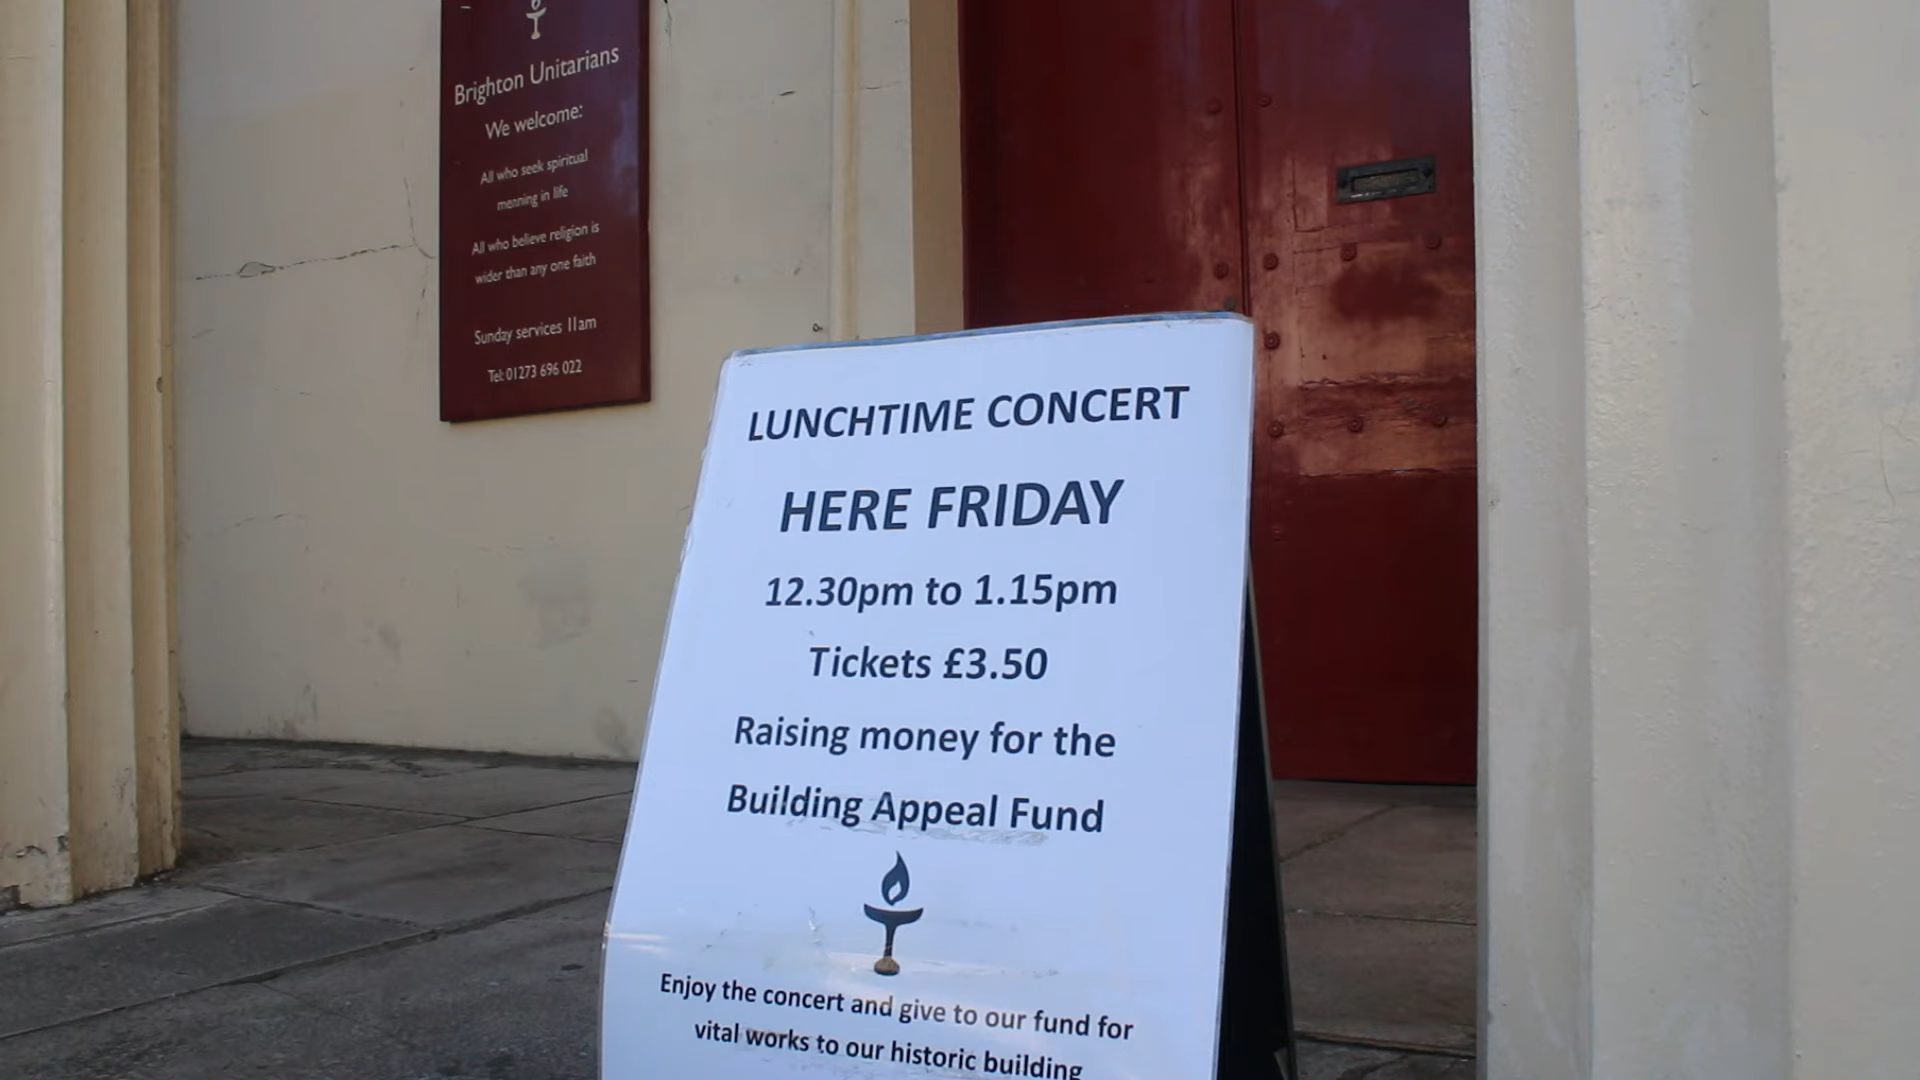 Brighton Unitarians
We welcome:
All who seek spiritual
menning in life
All who believe religion is
wider than any one faith
Sunday services 11am
Tel: 01273 696 022
LUNCHTIME CONCERT
HERE FRIDAY
12.30pm to 1.15pm
Tickets £3.50
Raising money for the
Building Appeal Fund
Enjoy the concert and give to our fund for
vital works to our historic building